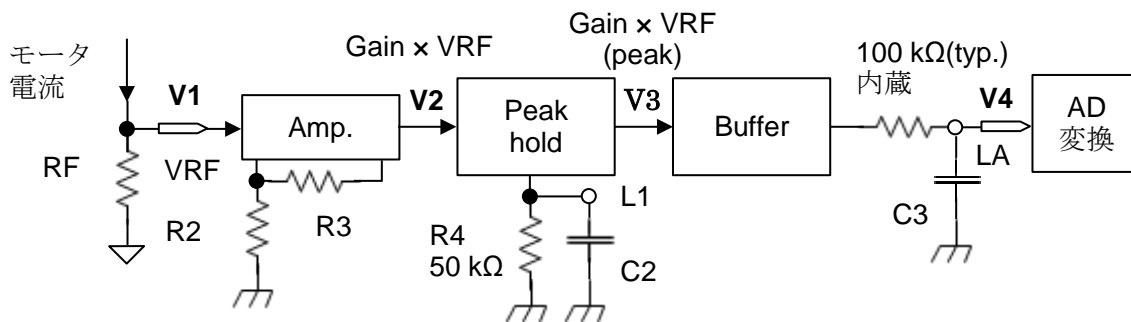 モータ
電流
V1
RF
VRF
Amp.
R2
R3
Gain × VRF
V2
Peak
hold
R4
50 kΩ
L1
C2
Gain × VRF
(peak)
V3
Buffer
100 kΩ(typ.)
内蔵
V4
LA
C3
AD
変換